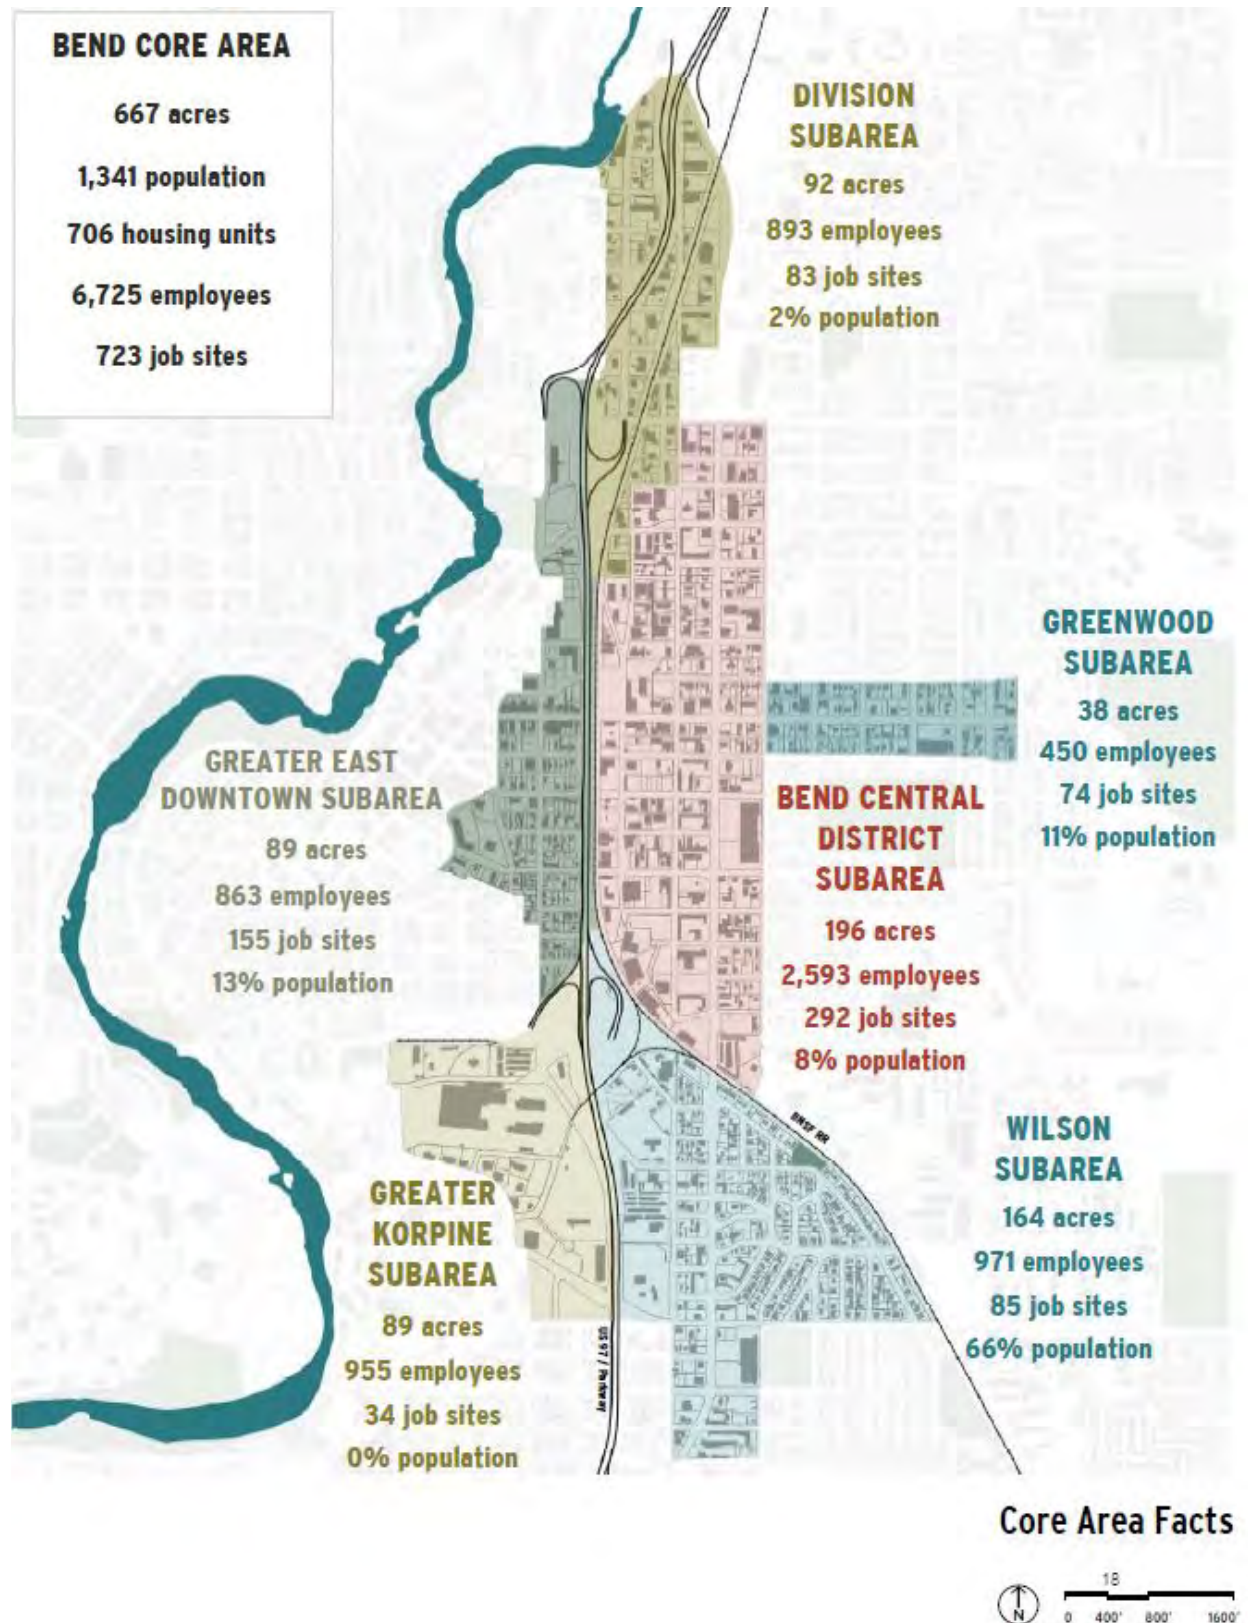 BEND CORE AREA
667 acres
1,341 population
706 housing units
6,725 employees
723 job sites
DIVISION
SUBAREA
92 acres
893 employees
83 job sites
2% population
GREENWOOD
SUBAREA
38 acres
450 employees
74 job sites
11% population
GREATER EAST
DOWNTOWN SUBAREA
89 acres
863 employees
155 job sites
13% population
BEND CENTRAL
DISTRICT
SUBAREA
196 acres
2,593 employees
292 job sites
8% population
BNSF RR
WILSON
SUBAREA
164 acres
971 employees
85 job sites
66% population
GREATER
KORPINE
SUBAREA
89 acres
955 employees
34 job sites
0% population
US 97 / Parkway
Core Area Facts
18
N
0 400' 800' 1600'